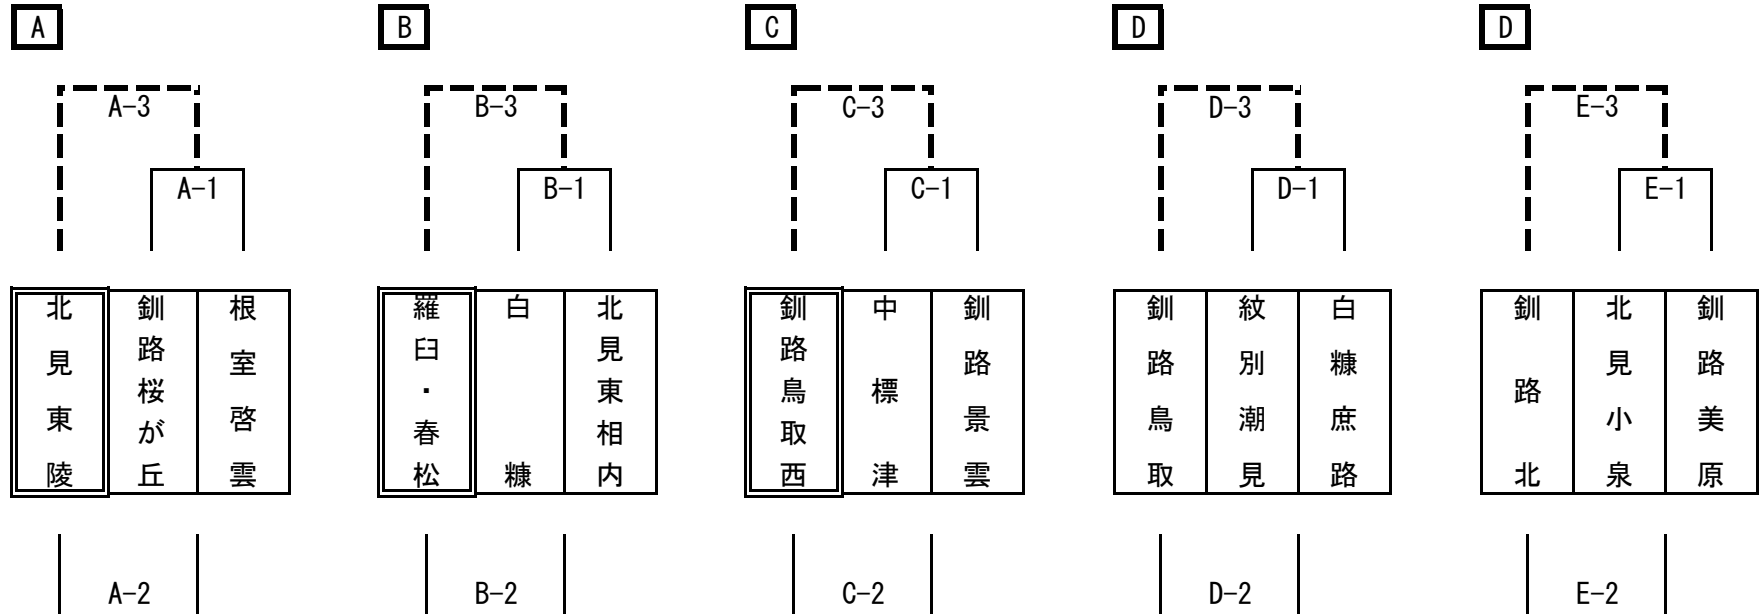 A B C D D
A-3 B-3 C-3 D-3 E-3
A-1 B-1 C-1 D-1 E-1
北見東陵
釧路桜が丘
根室啓雲
羅臼・春松
白糠
北見東相内
釧路鳥取西
中標津
釧路景雲
釧路鳥取
紋別潮見
白糠庶路
釧路北
北見小泉
釧路美原
A-2 B-2 C-2 D-2 E-2